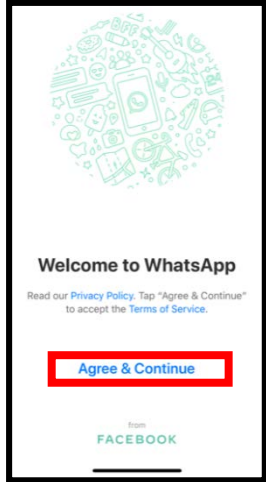 BFF
Welcome to WhatsApp
Read our Privacy Policy. Tap “Agree & Continue”
to accept the Terms of Service.
Agree & Continue
from
FACEBOOK